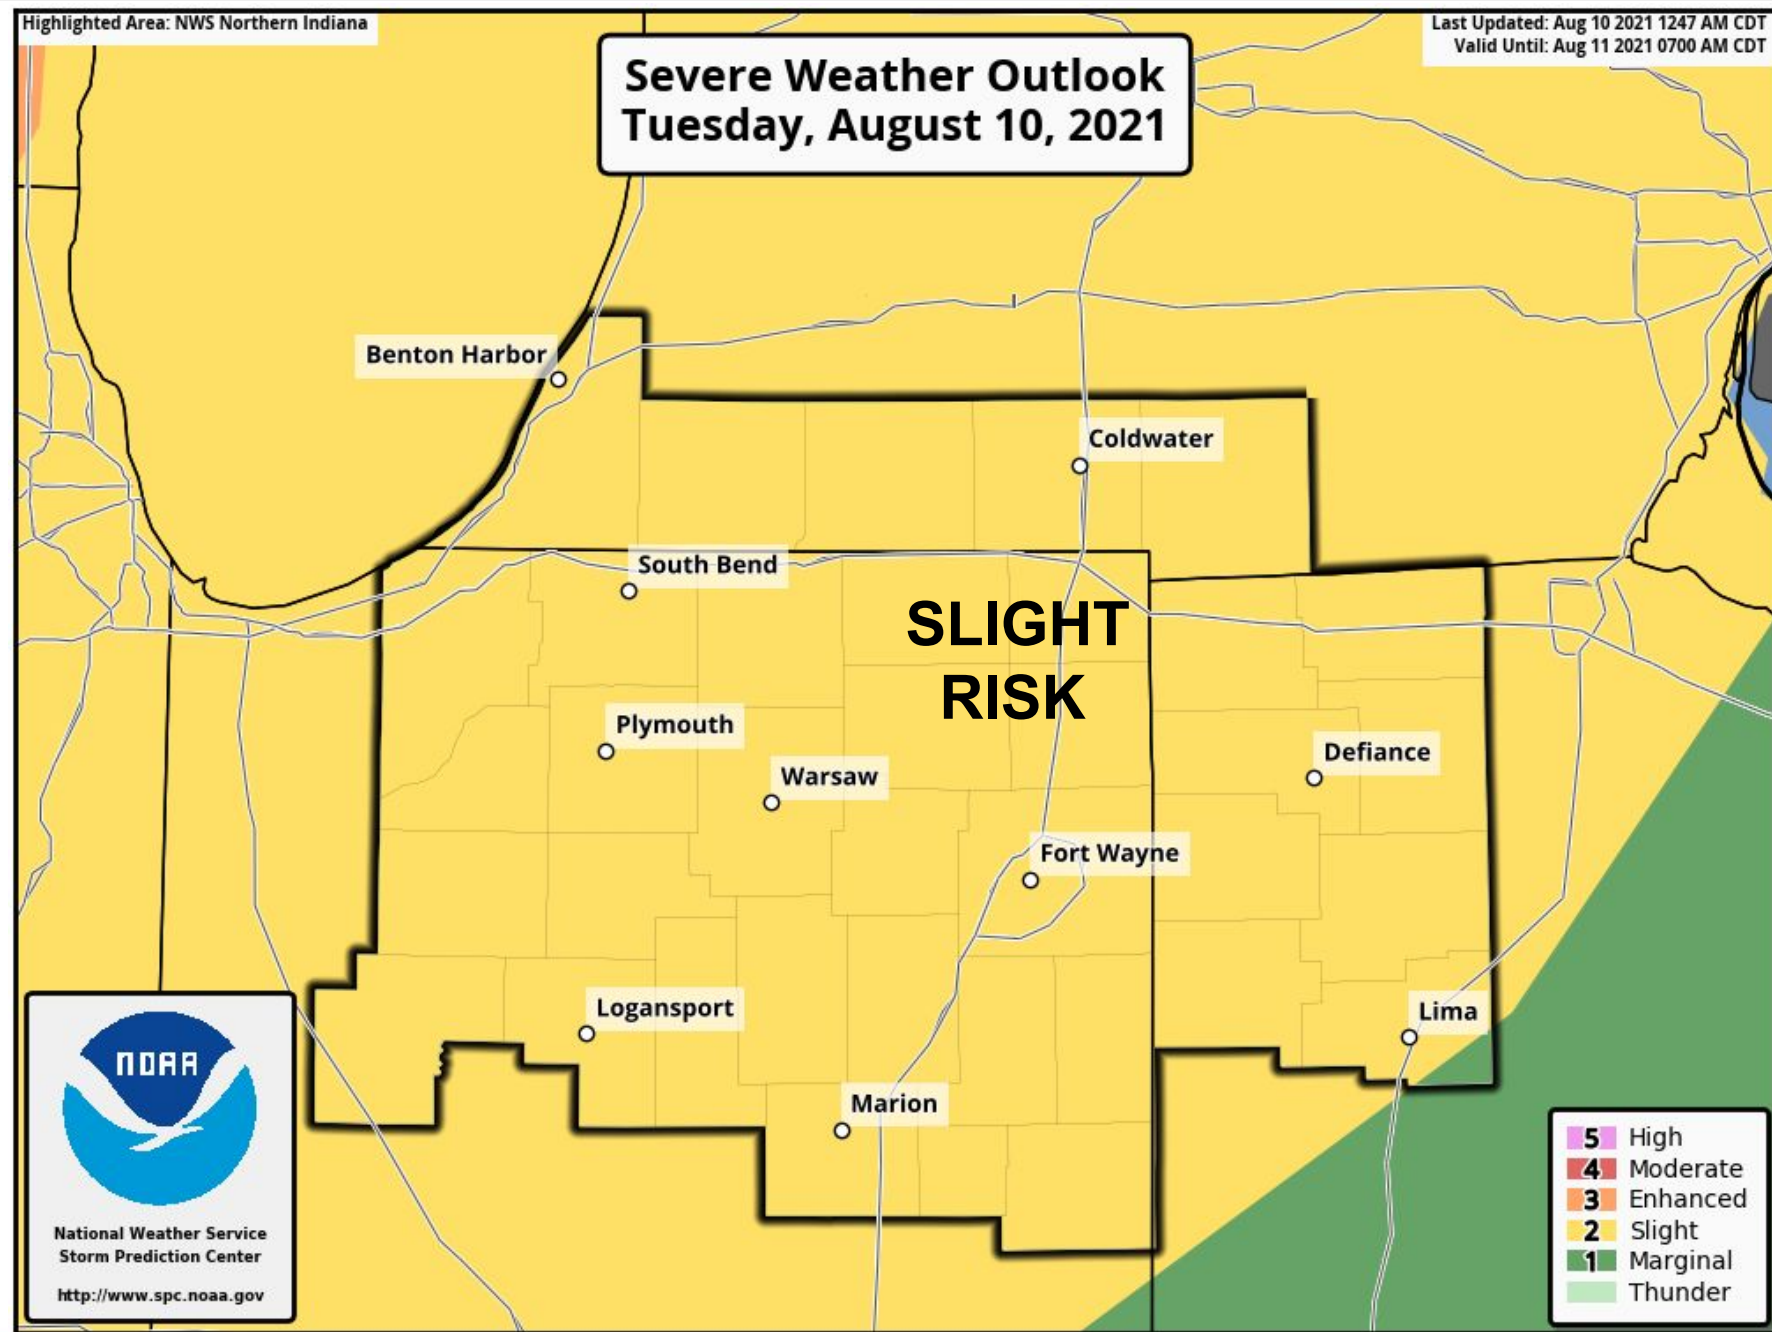 Highlighted Area: NWS Northern Indiana
Last Updated: Aug 10 2021 1247 AM CDT
Valid Until: Aug 11 2021 0700 AM CDT
Severe Weather Outlook
Tuesday, August 10, 2021
Benton Harbor
Coldwater
South Bend
SLIGHT
RISK
Plymouth
Warsaw
Defiance
Fort Wayne
Logansport
Lima
Marion
NOAA
National Weather Service
Storm Prediction Center
http://www.spc.noaa.gov
5 High
4 Moderate
3 Enhanced
2 Slight
1 Marginal
Thunder